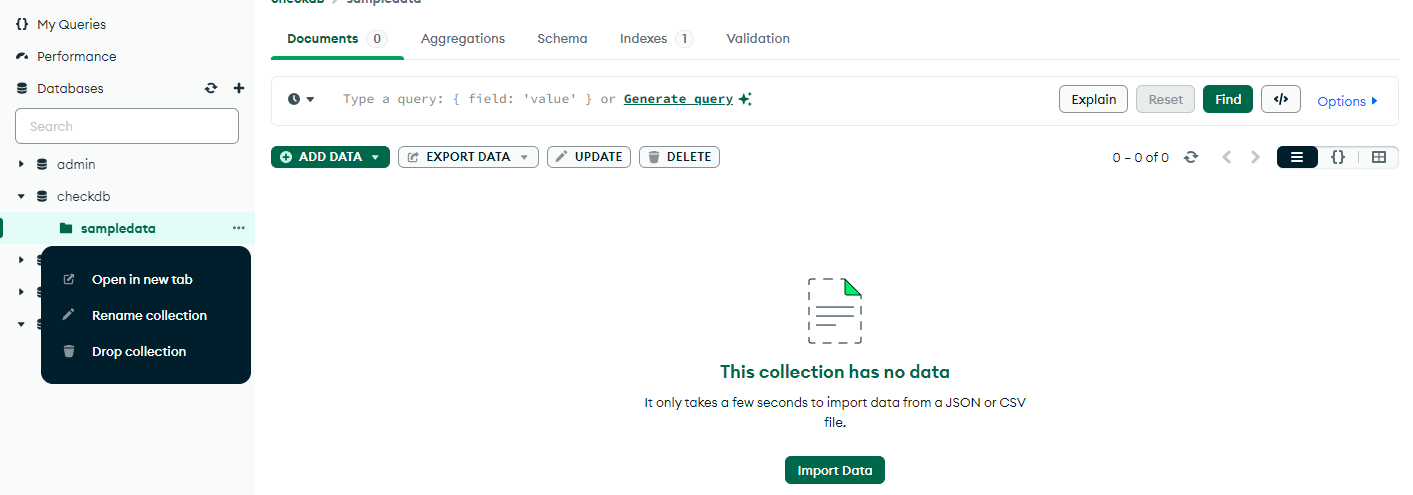 checkdb > sampledata
{} My Queries
Performance
Databases
Search
admin
checkdb
sampledata
Open in new tab
Rename collection
Drop collection
Documents 0 Aggregations Schema Indexes 1 Validation
Type a query: { field: 'value' } or Generate query
Explain Reset Find </> Options
ADD DATA EXPORT DATA UPDATE DELETE
0 – 0 of 0
{}
This collection has no data
It only takes a few seconds to import data from a JSON or CSV
file.
Import Data